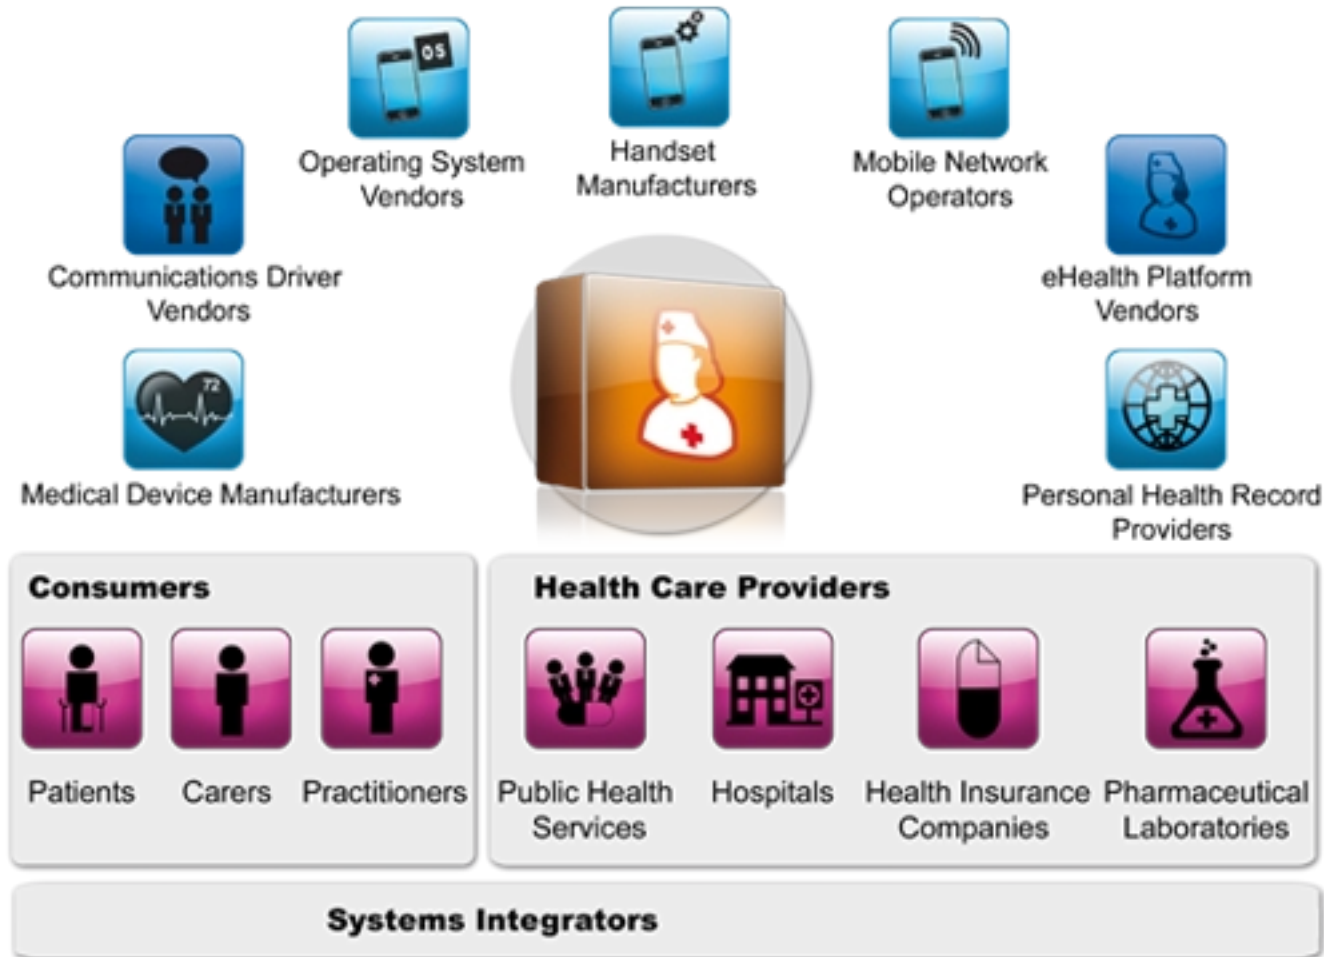 OS
Operating System
Vendors
Handset
Manufacturers
Mobile Network
Operators
Communications Driver
Vendors
eHealth Platform
Vendors
72
Medical Device Manufacturers
Personal Health Record
Providers
Consumers
Patients
Carers
Practitioners
Health Care Providers
Public Health
Services
Hospitals
Health Insurance
Companies
Pharmaceutical
Laboratories
Systems Integrators